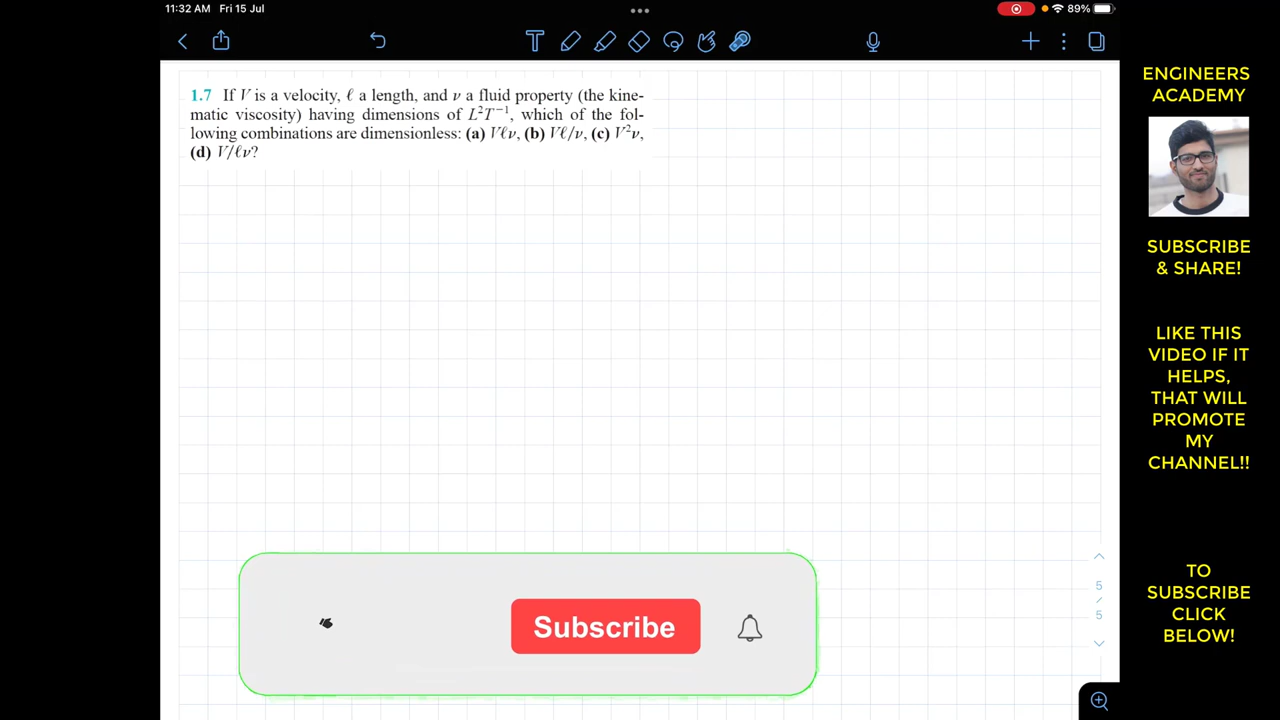 11:32 AM Fri 15 Jul
89%
1.7 If V is a velocity, ℓ a length, and ν a fluid property (the kine-
matic viscosity) having dimensions of L²T⁻¹, which of the fol-
lowing combinations are dimensionless: (a) Vℓν, (b) Vℓ/ν, (c) V²ν,
(d) V/ℓν?
Subscribe
5
/
5
ENGINEERS
ACADEMY
SUBSCRIBE
& SHARE!
LIKE THIS
VIDEO IF IT
HELPS,
THAT WILL
PROMOTE
MY
CHANNEL!!
TO
SUBSCRIBE
CLICK
BELOW!